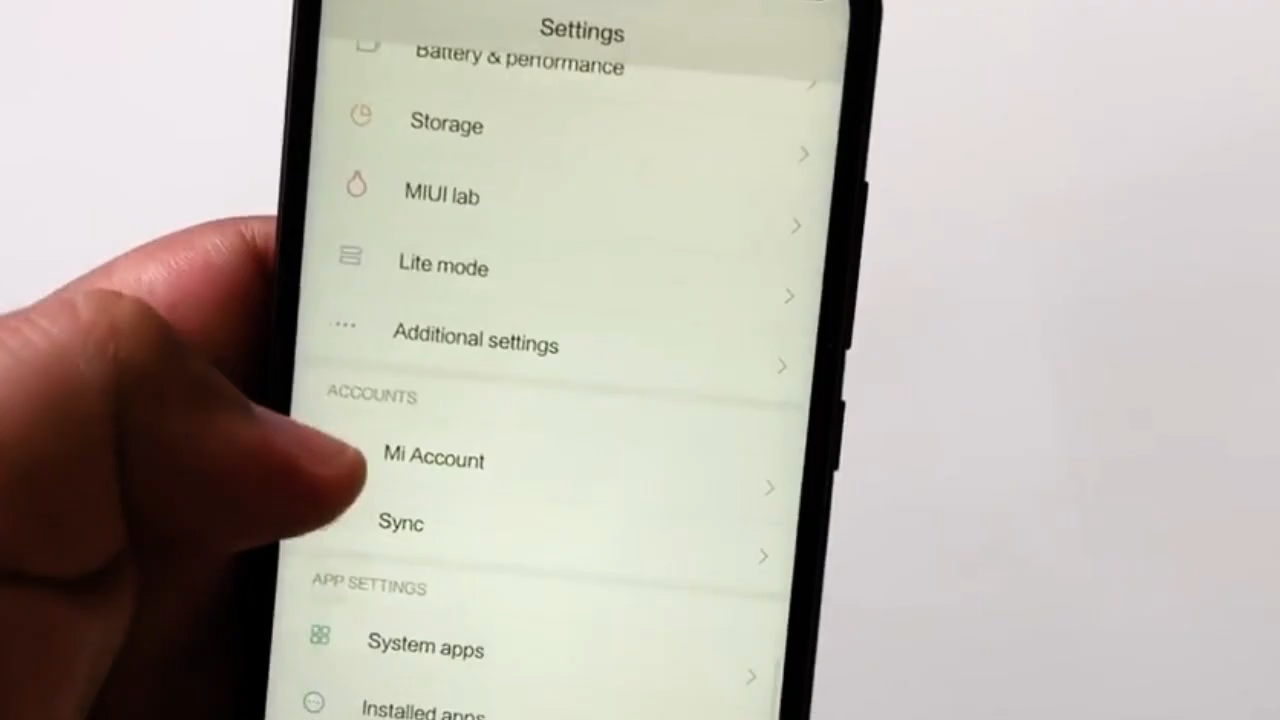 Settings
Battery & performance
Storage
MIUI lab
Lite mode
Additional settings
ACCOUNTS
Mi Account
Sync
APP SETTINGS
System apps
Installed apps